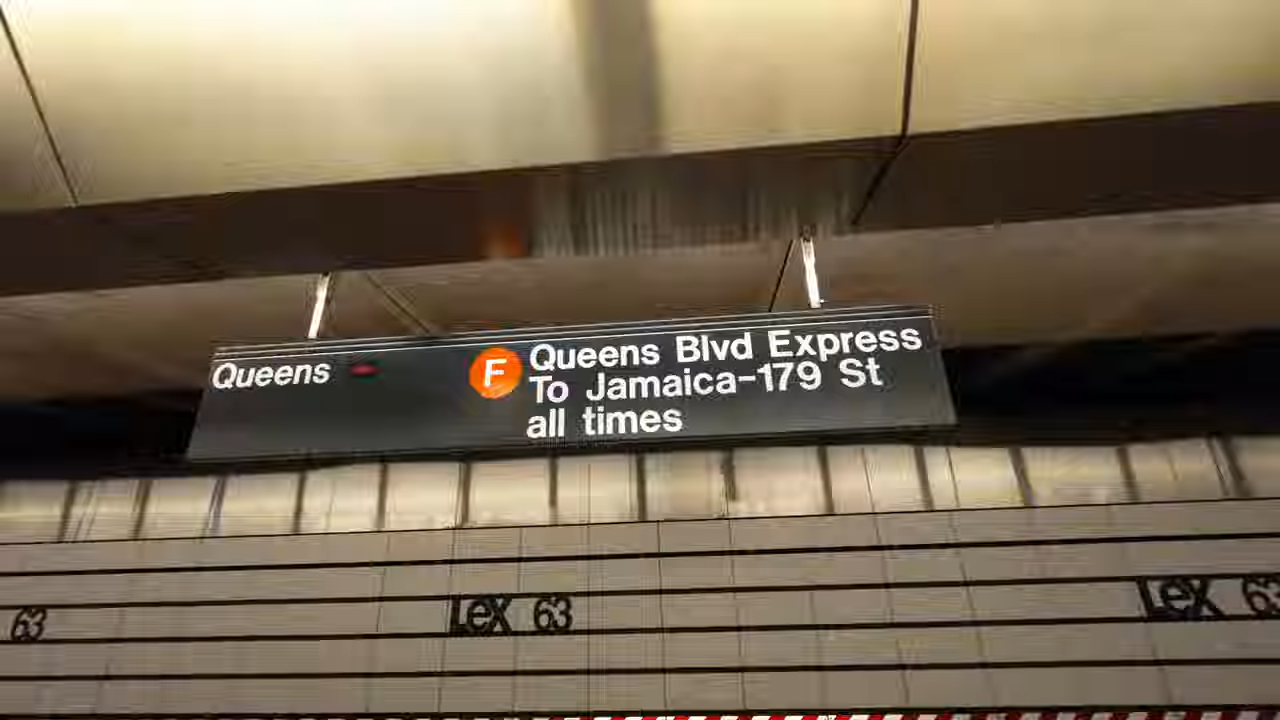 Queens
F Queens Blvd Express
To Jamaica-179 St
all times
63
Lex 63
Lex 63